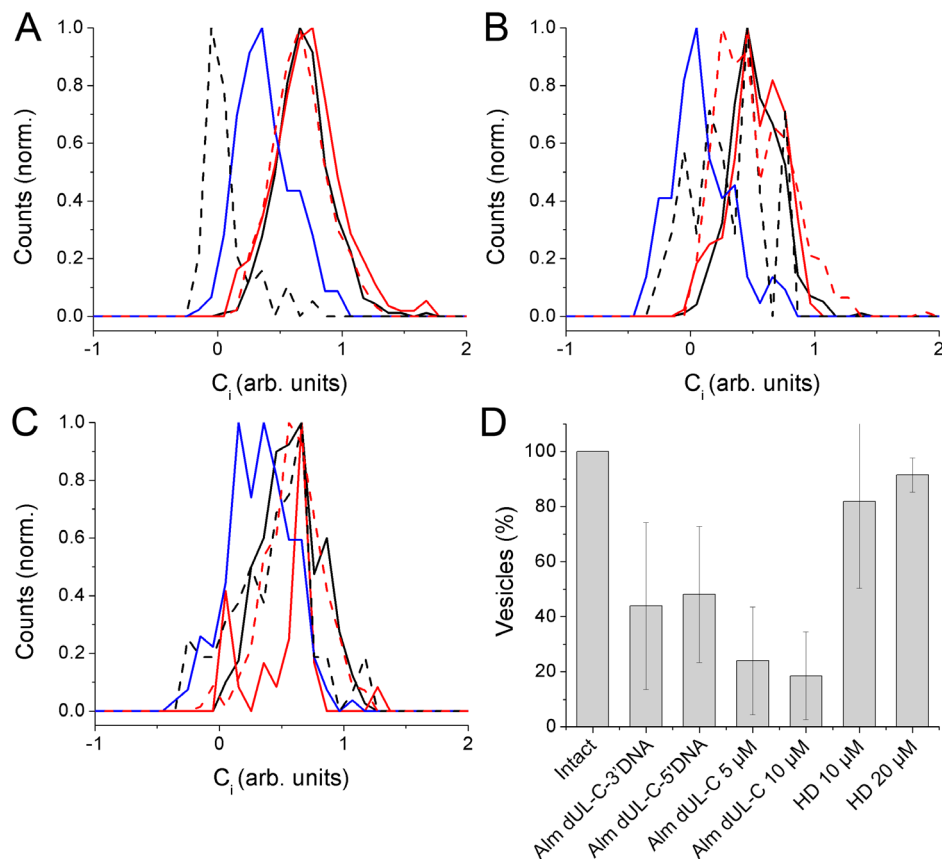 A
Counts (norm.)
1.0
0.8
0.6
0.4
0.2
0.0
-1
0
1
2
Ci (arb. units)
B
Counts (norm.)
1.0
0.8
0.6
0.4
0.2
0.0
-1
0
1
2
Ci (arb. units)
C
Counts (norm.)
1.0
0.8
0.6
0.4
0.2
0.0
-1
0
1
2
Ci (arb. units)
D
Vesicles (%)
100
80
60
40
20
0
Intact
Alm dUL-C-3'DNA
Alm dUL-C-5'DNA
Alm dUL-C 5 µM
Alm dUL-C 10 µM
HD 10 µM
HD 20 µM